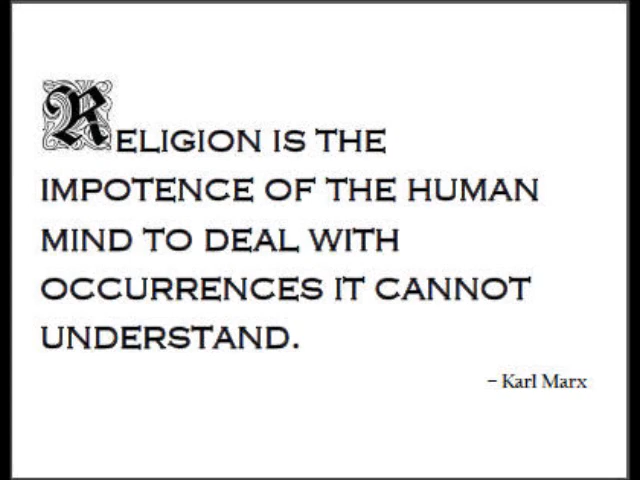 RELIGION IS THE
IMPOTENCE OF THE HUMAN
MIND TO DEAL WITH
OCCURRENCES IT CANNOT
UNDERSTAND.
– Karl Marx